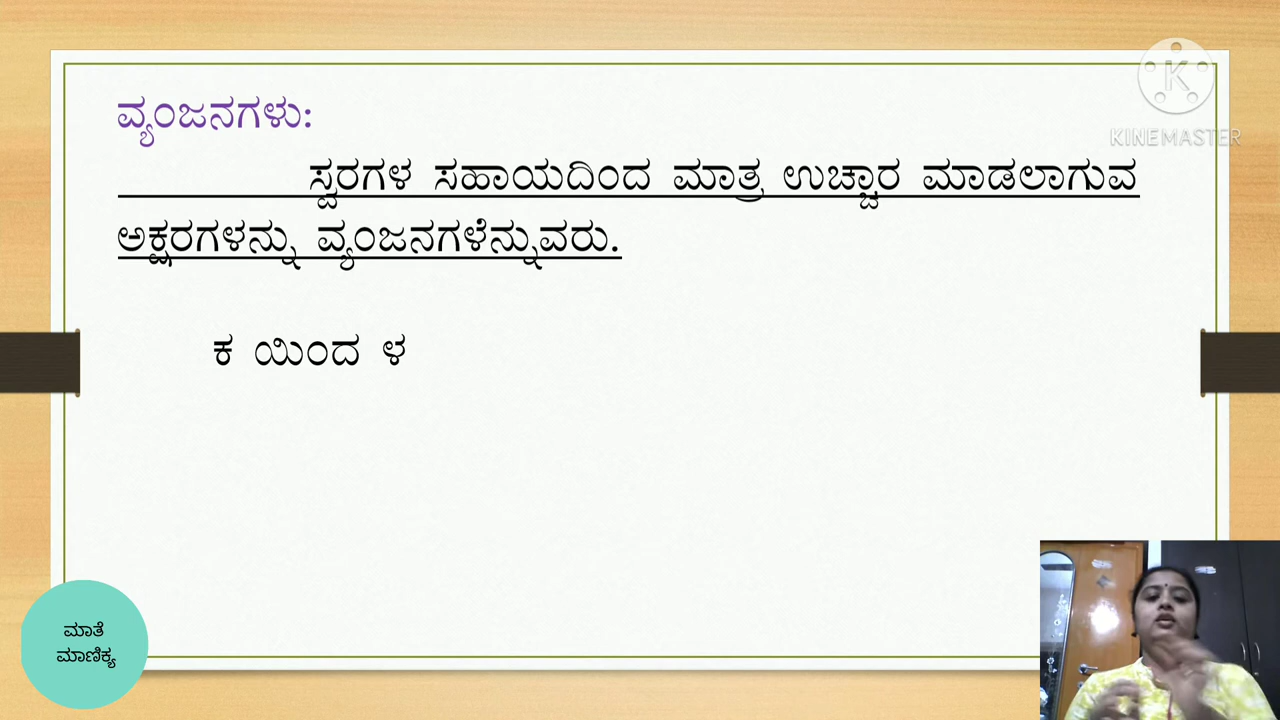 ವ್ಯಂಜನಗಳು:
ಸ್ವರಗಳ ಸಹಾಯದಿಂದ ಮಾತ್ರ ಉಚ್ಚಾರ ಮಾಡಲಾಗುವ
ಅಕ್ಷರಗಳನ್ನು ವ್ಯಂಜನಗಳೆನ್ನುವರು.
ಕ ಯಿಂದ ಳ
ಮಾತೆ
ಮಾಣಿಕ್ಯ
K
KINEMASTER